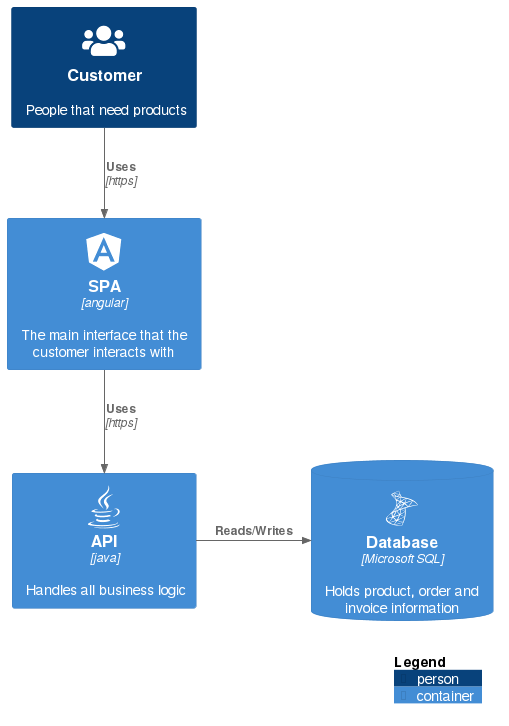 Customer
People that need products
Uses
[https]
SPA
[angular]
The main interface that the
customer interacts with
Uses
[https]
API
[java]
Handles all business logic
Reads/Writes
Database
[Microsoft SQL]
Holds product, order and
invoice information
Legend
person
container